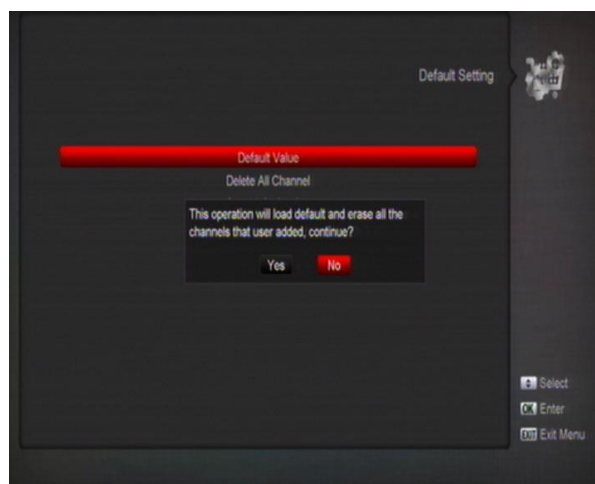 Default Setting
Default Value
Delete All Channel
This operation will load default and erase all the
channels that user added, continue?
Yes No
Select
OK Enter
EXIT Exit Menu